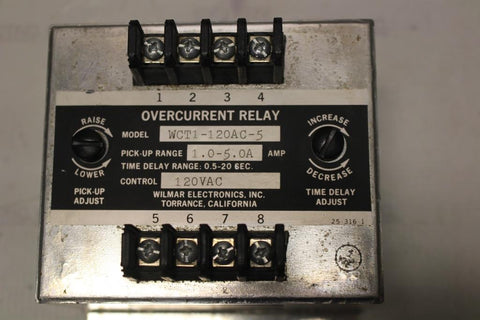 1 2 3 4
OVERCURRENT RELAY
RAISE
LOWER
PICK-UP
ADJUST
MODEL WCT1-120AC-5
PICK-UP RANGE 1.0-5.0A AMP
TIME DELAY RANGE: 0.5-20 SEC.
CONTROL 120VAC
WILMAR ELECTRONICS, INC.
TORRANCE, CALIFORNIA
INCREASE
DECREASE
TIME DELAY
ADJUST
25 316 1
5 6 7 8